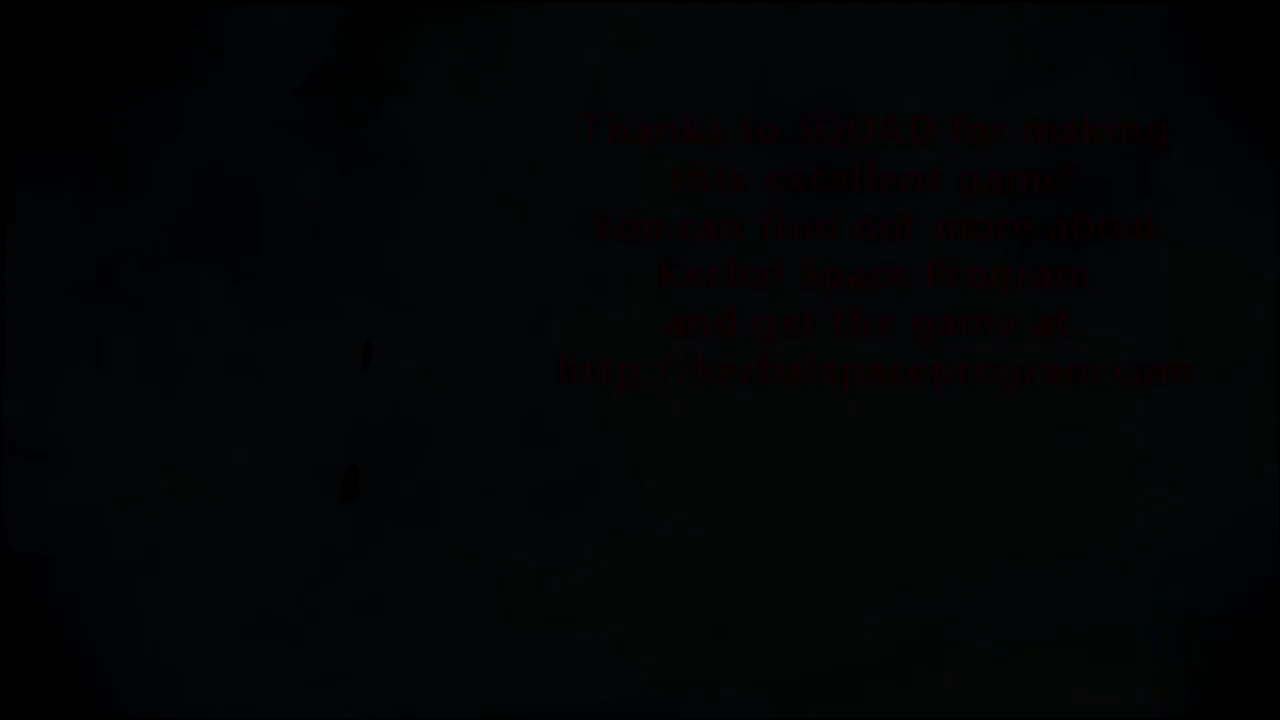 Thanks to SQUAD for making
this excellent game!
You can find out more about
Kerbal Space Program
and get the game at
http://kerbalspaceprogram.com